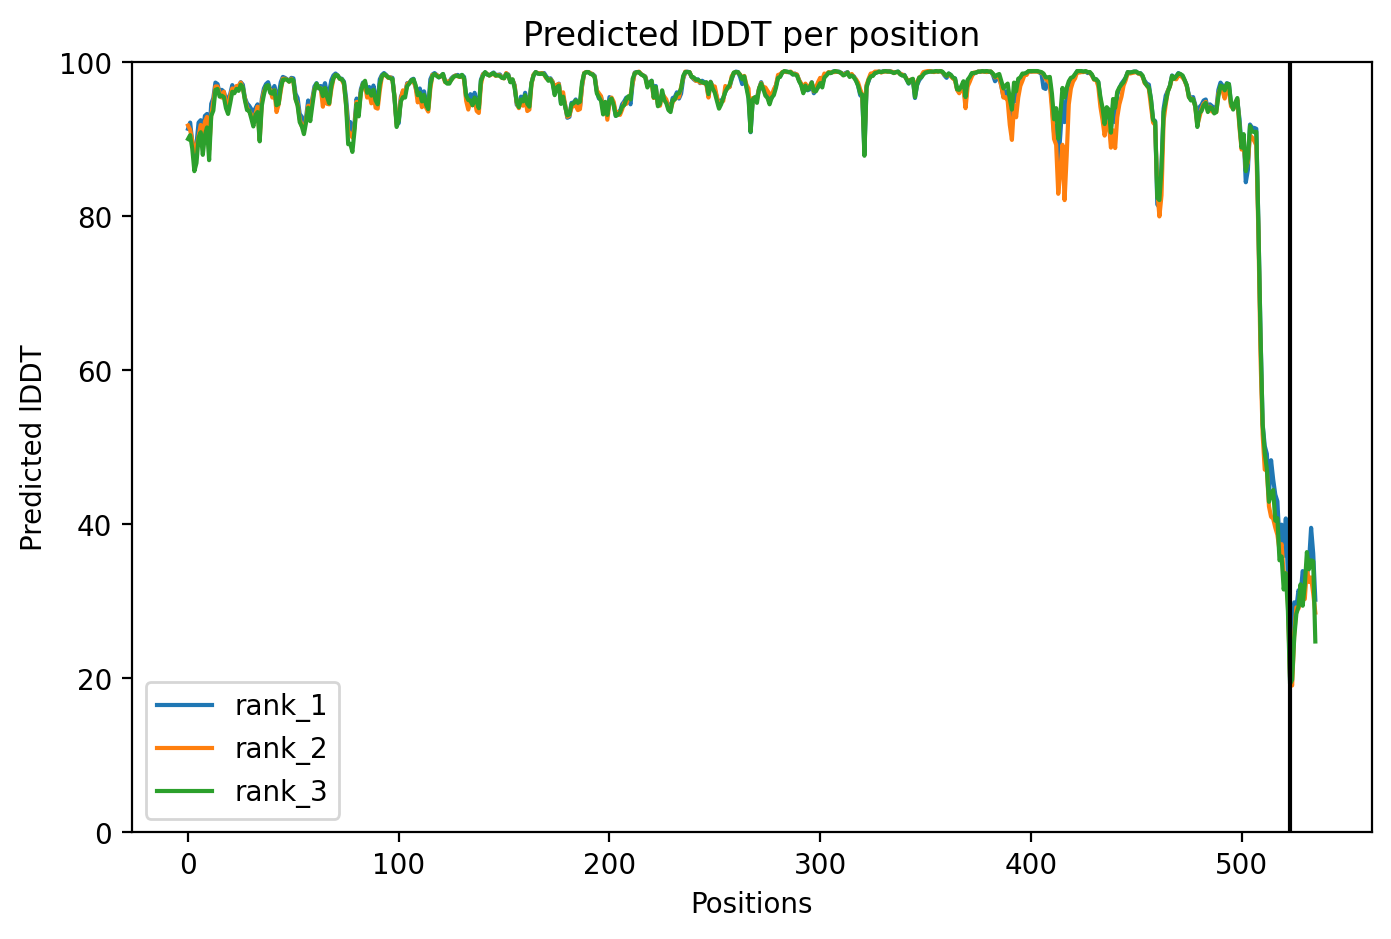 Predicted lDDT per position
100
80
60
40
20
0
Predicted lDDT
rank_1
rank_2
rank_3
0 100 200 300 400 500
Positions